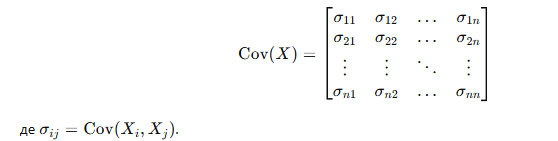 Cov(X) = [ σ₁₁ σ₁₂ … σ₁ₙ
σ₂₁ σ₂₂ … σ₂ₙ
⋮ ⋮ ⋱ ⋮
σₙ₁ σₙ₂ … σₙₙ ]
де σᵢⱼ = Cov(Xᵢ, Xⱼ).